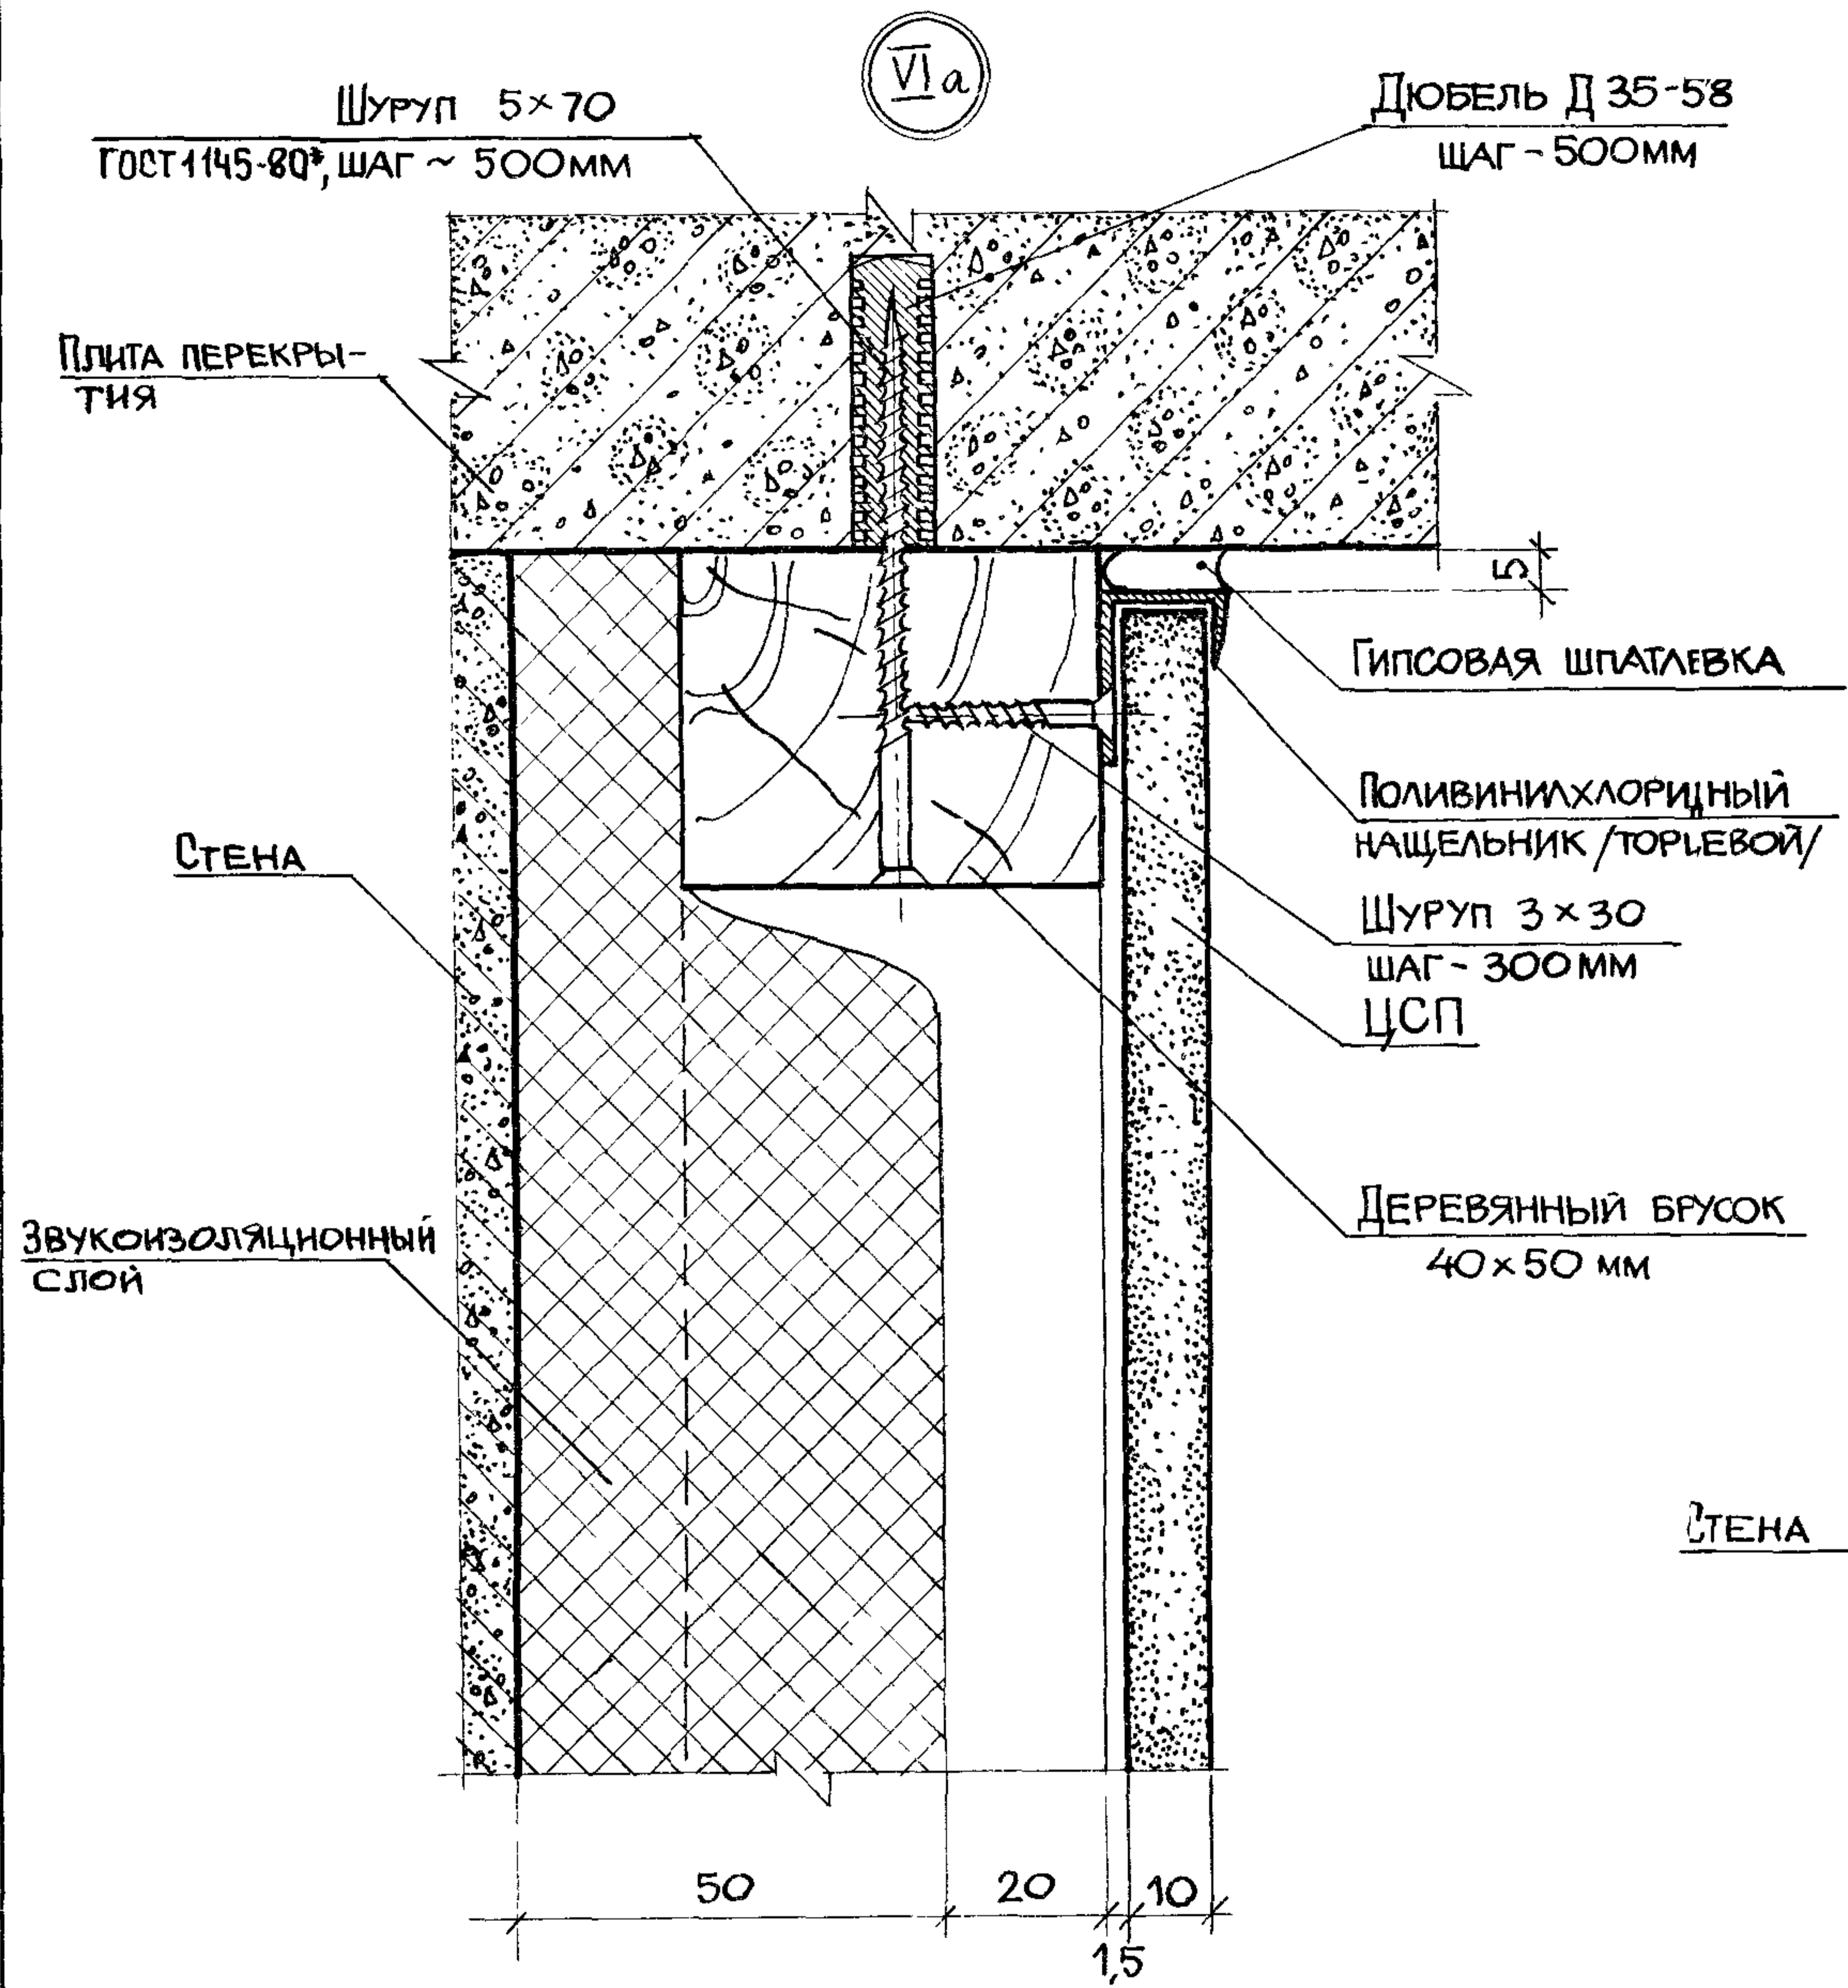 VIа
Шуруп 5×70
ГОСТ 1145-80*, шаг ~ 500мм
Дюбель Д 35-58
шаг ~ 500мм
Плита перекры-
тия
5
Гипсовая шпатлевка
Поливинилхлоридный
нащельник /торцевой/
Стена
Шуруп 3×30
шаг ~ 300мм
ЦСП
Деревянный брусок
40×50 мм
Звукоизоляционный
слой
Стена
50
20
10
1,5